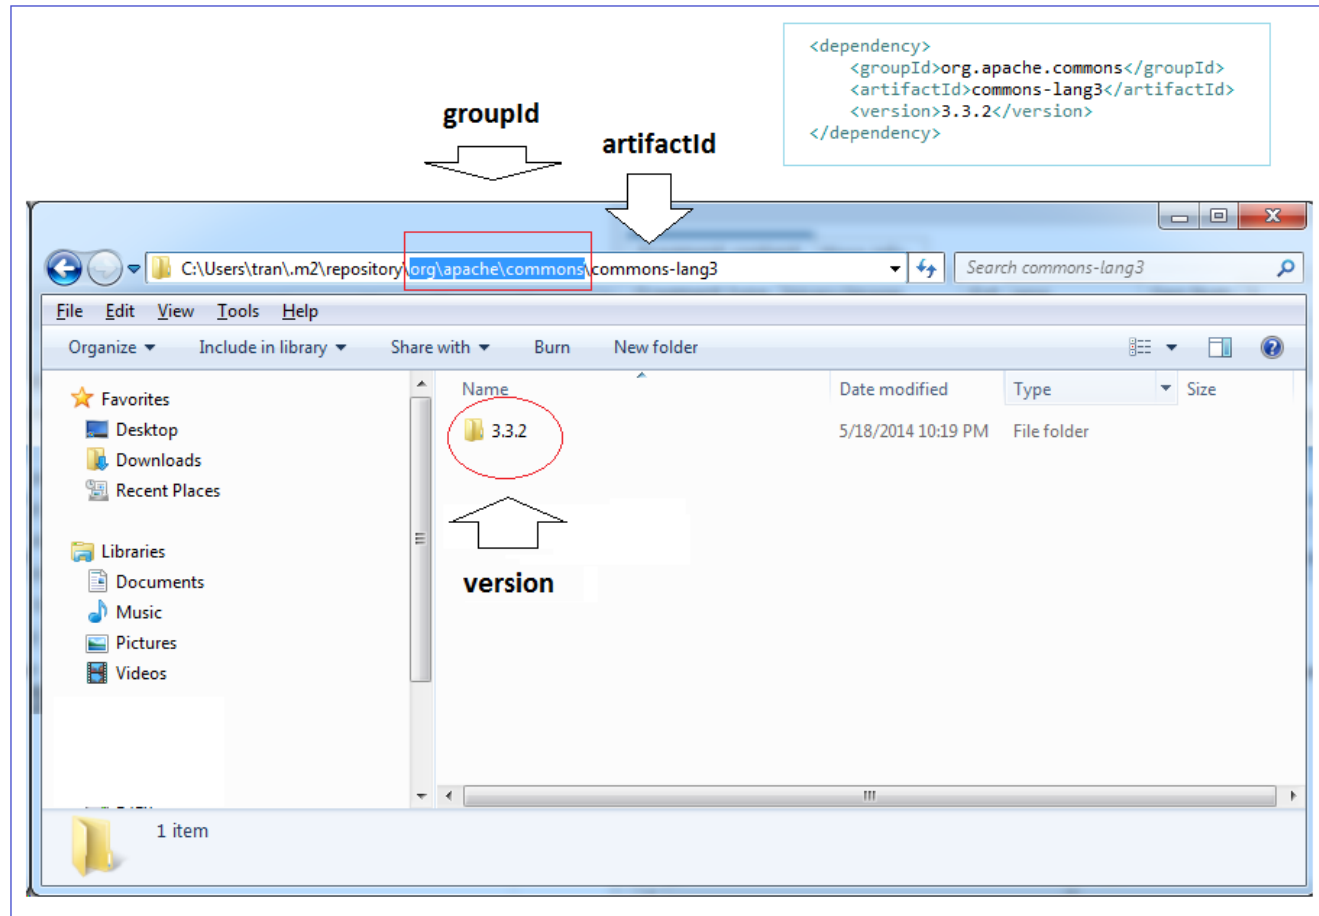 <dependency>
<groupId>org.apache.commons</groupId>
<artifactId>commons-lang3</artifactId>
<version>3.3.2</version>
</dependency>
groupId
artifactId
C:\Users\tran\.m2\repository\org\apache\commons\commons-lang3
Search commons-lang3
File Edit View Tools Help
Organize Include in library Share with Burn New folder
Favorites
Desktop
Downloads
Recent Places
Libraries
Documents
Music
Pictures
Videos
Name Date modified Type Size
3.3.2 5/18/2014 10:19 PM File folder
version
1 item